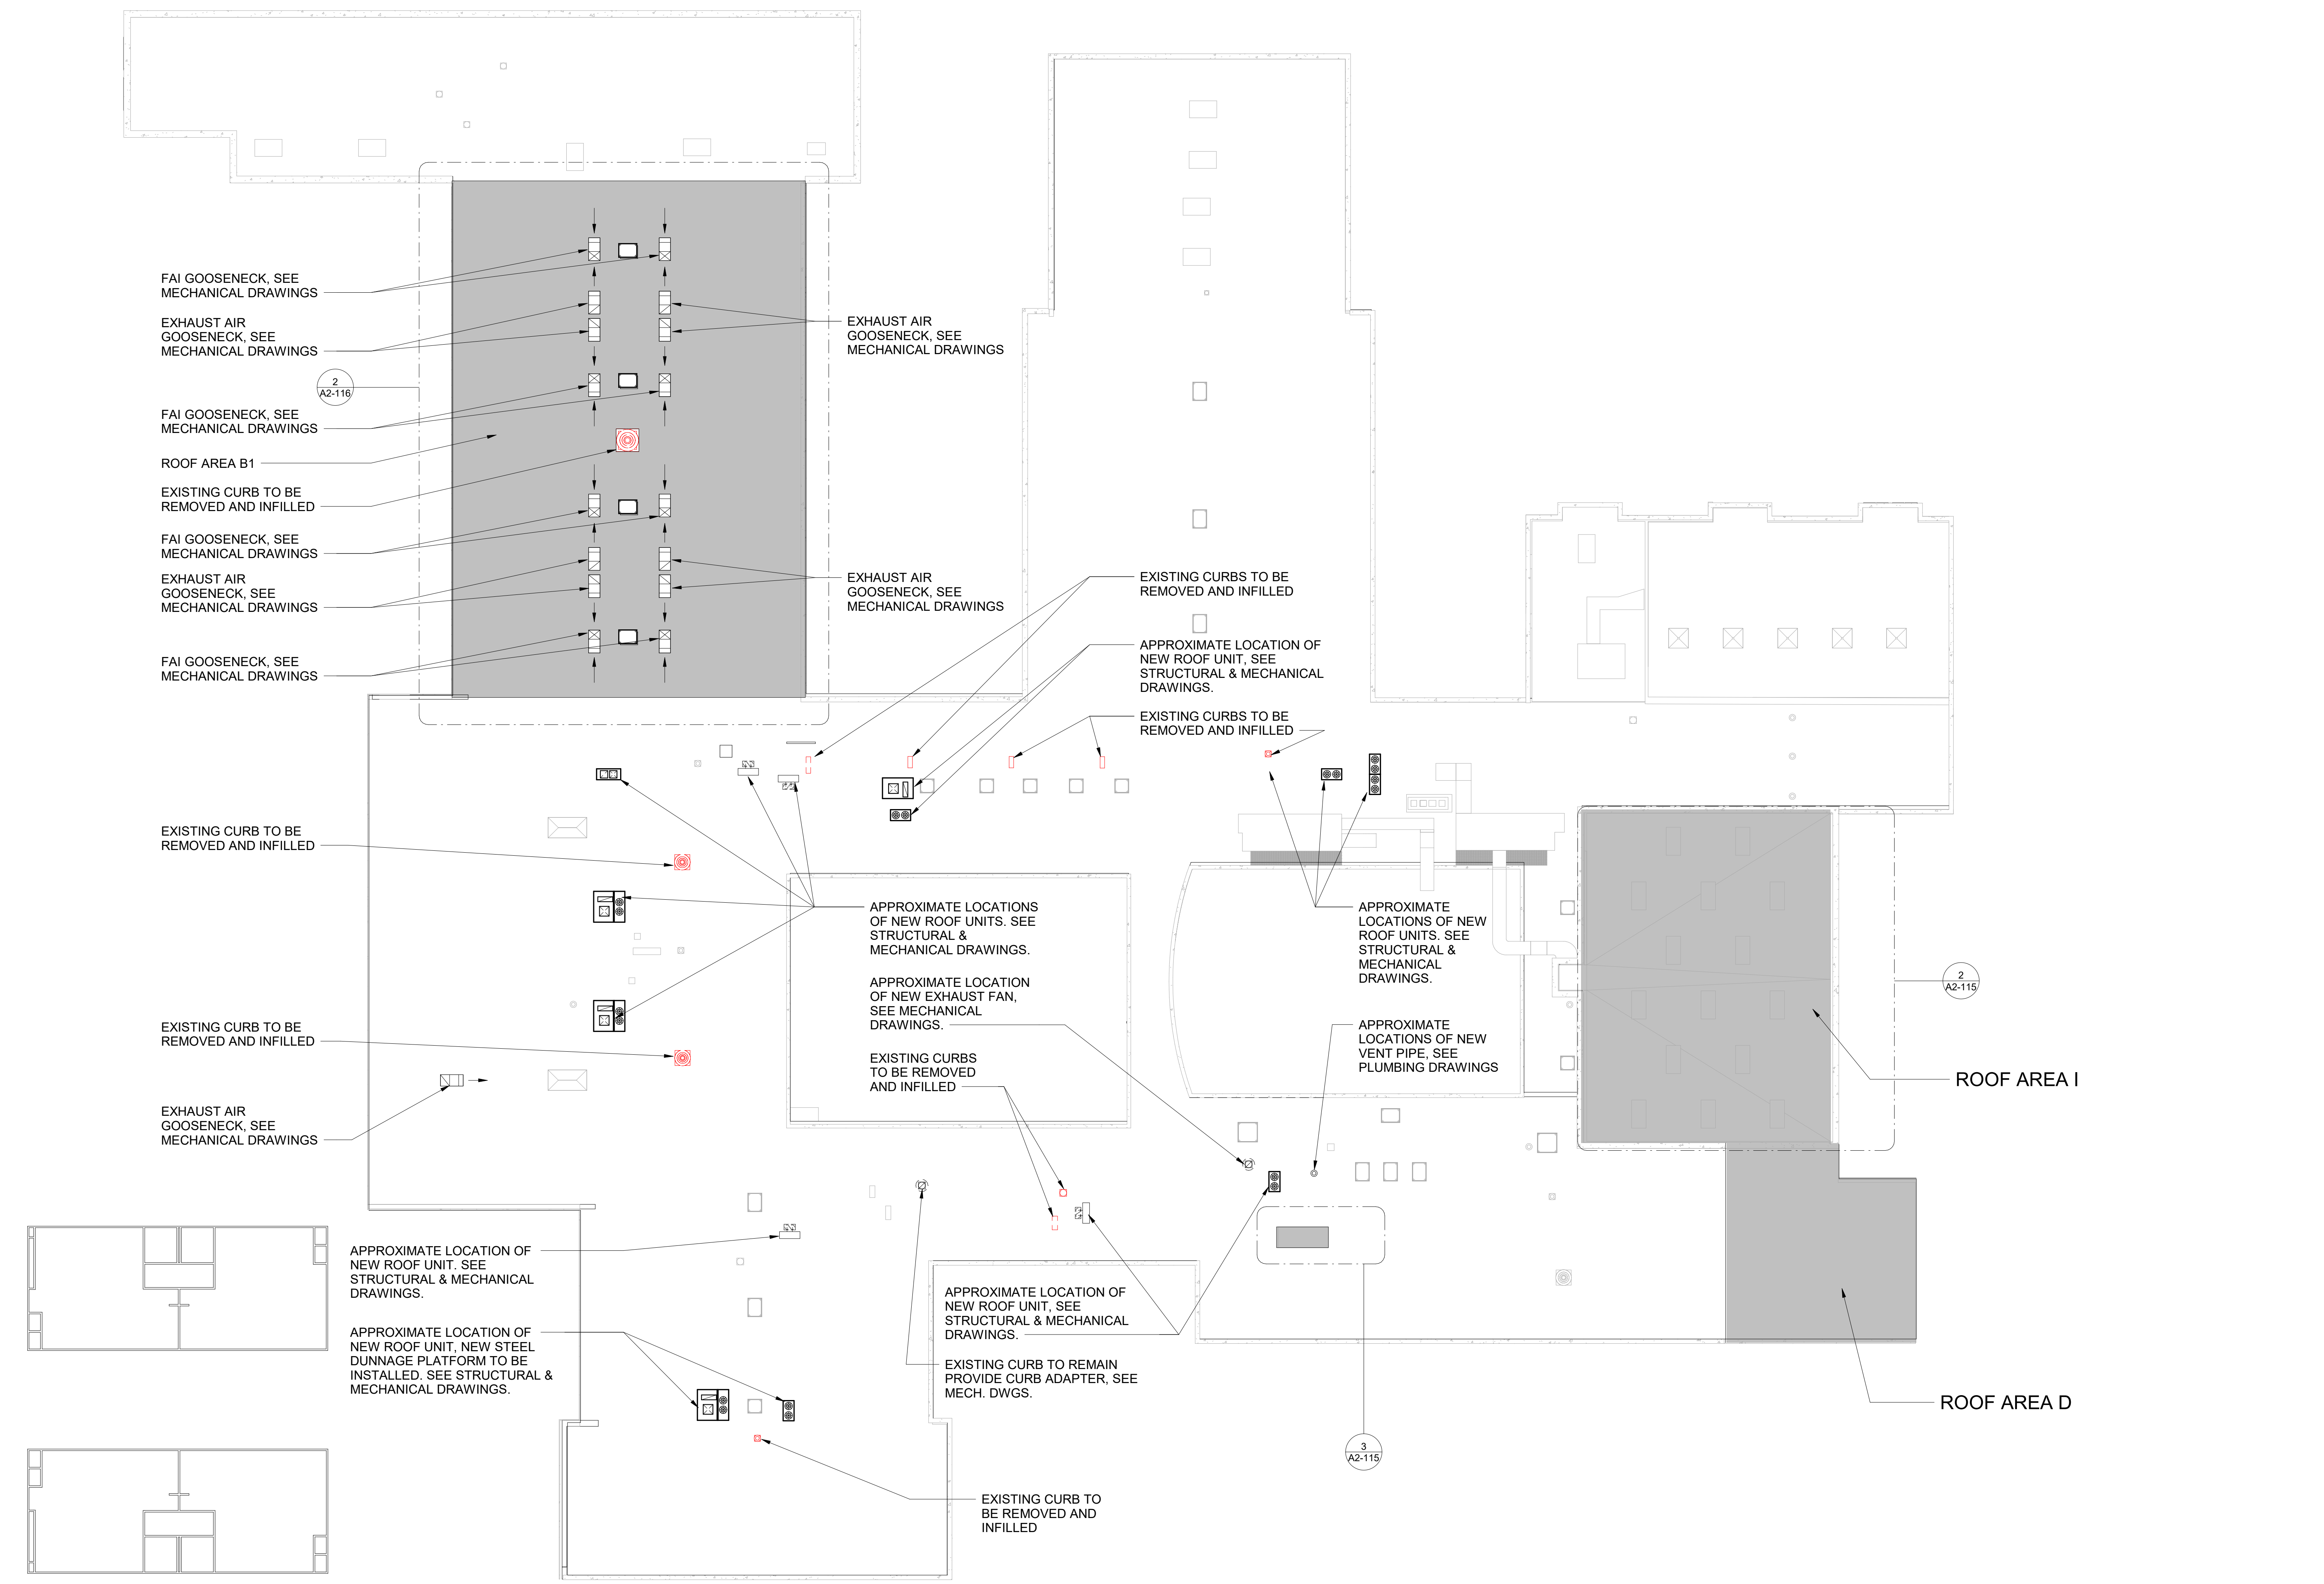 FAI GOOSENECK, SEE
MECHANICAL DRAWINGS
EXHAUST AIR
GOOSENECK, SEE
MECHANICAL DRAWINGS
2
A2-116
FAI GOOSENECK, SEE
MECHANICAL DRAWINGS
ROOF AREA B1
EXISTING CURB TO BE
REMOVED AND INFILLED
FAI GOOSENECK, SEE
MECHANICAL DRAWINGS
EXHAUST AIR
GOOSENECK, SEE
MECHANICAL DRAWINGS
FAI GOOSENECK, SEE
MECHANICAL DRAWINGS
EXHAUST AIR
GOOSENECK, SEE
MECHANICAL DRAWINGS
EXHAUST AIR
GOOSENECK, SEE
MECHANICAL DRAWINGS
EXISTING CURBS TO BE
REMOVED AND INFILLED
APPROXIMATE LOCATION OF
NEW ROOF UNIT, SEE
STRUCTURAL & MECHANICAL
DRAWINGS.
EXISTING CURBS TO BE
REMOVED AND INFILLED
EXISTING CURB TO BE
REMOVED AND INFILLED
EXISTING CURB TO BE
REMOVED AND INFILLED
EXHAUST AIR
GOOSENECK, SEE
MECHANICAL DRAWINGS
APPROXIMATE LOCATIONS
OF NEW ROOF UNITS. SEE
STRUCTURAL &
MECHANICAL DRAWINGS.
APPROXIMATE LOCATION
OF NEW EXHAUST FAN,
SEE MECHANICAL
DRAWINGS.
EXISTING CURBS
TO BE REMOVED
AND INFILLED
APPROXIMATE
LOCATIONS OF NEW
ROOF UNITS. SEE
STRUCTURAL &
MECHANICAL
DRAWINGS.
APPROXIMATE
LOCATIONS OF NEW
VENT PIPE, SEE
PLUMBING DRAWINGS
2
A2-115
ROOF AREA I
APPROXIMATE LOCATION OF
NEW ROOF UNIT. SEE
STRUCTURAL & MECHANICAL
DRAWINGS.
APPROXIMATE LOCATION OF
NEW ROOF UNIT, NEW STEEL
DUNNAGE PLATFORM TO BE
INSTALLED. SEE STRUCTURAL &
MECHANICAL DRAWINGS.
APPROXIMATE LOCATION OF
NEW ROOF UNIT, SEE
STRUCTURAL & MECHANICAL
DRAWINGS.
EXISTING CURB TO REMAIN
PROVIDE CURB ADAPTER, SEE
MECH. DWGS.
ROOF AREA D
3
A2-115
EXISTING CURB TO
BE REMOVED AND
INFILLED